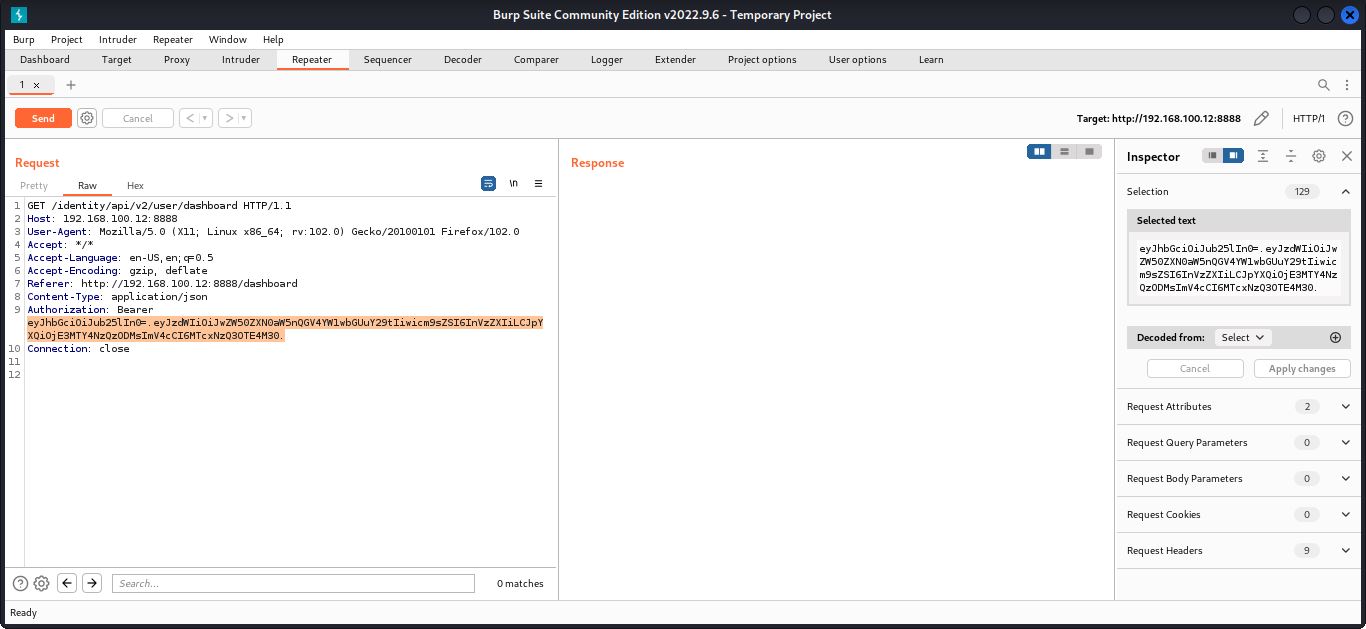 Burp Suite Community Edition v2022.9.6 - Temporary Project
Burp Project Intruder Repeater Window Help
Dashboard Target Proxy Intruder Repeater Sequencer Decoder Comparer Logger Extender Project options User options Learn
1 × +
Send Cancel < > Target: http://192.168.100.12:8888 HTTP/1 ?
Request
Pretty Raw Hex \n
1 GET /identity/api/v2/user/dashboard HTTP/1.1
2 Host: 192.168.100.12:8888
3 User-Agent: Mozilla/5.0 (X11; Linux x86_64; rv:102.0) Gecko/20100101 Firefox/102.0
4 Accept: */*
5 Accept-Language: en-US,en;q=0.5
6 Accept-Encoding: gzip, deflate
7 Referer: http://192.168.100.12:8888/dashboard
8 Content-Type: application/json
9 Authorization: Bearer
eyJhbGciOiJub25lIn0=.eyJzdWIiOiJwZW50ZXN0aW5nQGV4YW1wbGUuY29tIiwicm9sZSI6InVzZXIiLCJpY
XQiOjE3MTY4NzQzODMsImV4cCI6MTcxNzQ3OTE4M30.
10 Connection: close
11
12
? Search... 0 matches
Response
Inspector
Selection 129
Selected text
eyJhbGciOiJub25lIn0=.eyJzdWIiOiJw
ZW50ZXN0aW5nQGV4YW1wbGUuY29tIiwic
m9sZSI6InVzZXIiLCJpYXQiOjE3MTY4Nz
QzODMsImV4cCI6MTcxNzQ3OTE4M30.
Decoded from: Select
Cancel Apply changes
Request Attributes 2
Request Query Parameters 0
Request Body Parameters 0
Request Cookies 0
Request Headers 9
Ready